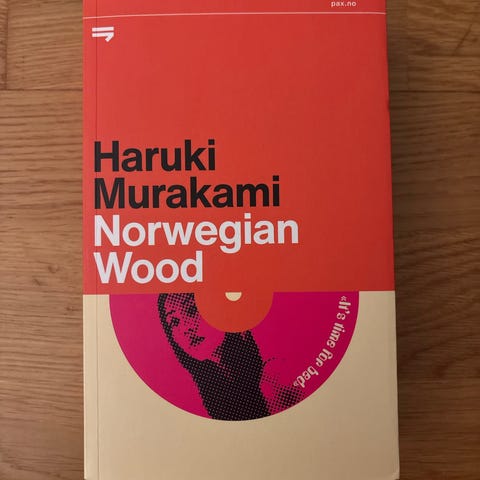 pax.no
Haruki
Murakami
Norwegian
Wood
«It's time for bed»